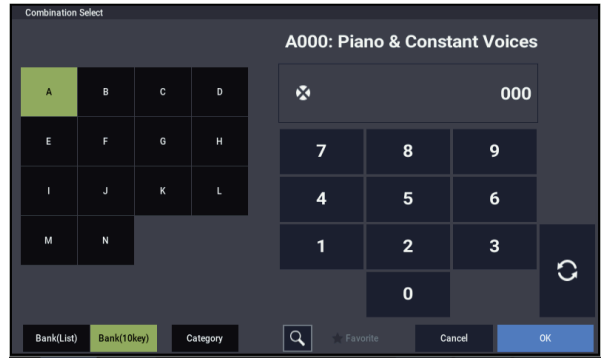 Combination Select
A000: Piano & Constant Voices
000
A B C D
E F G H
I J K L
M N
7 8 9
4 5 6
1 2 3
0
Bank(List) Bank(10key) Category Favorite Cancel OK